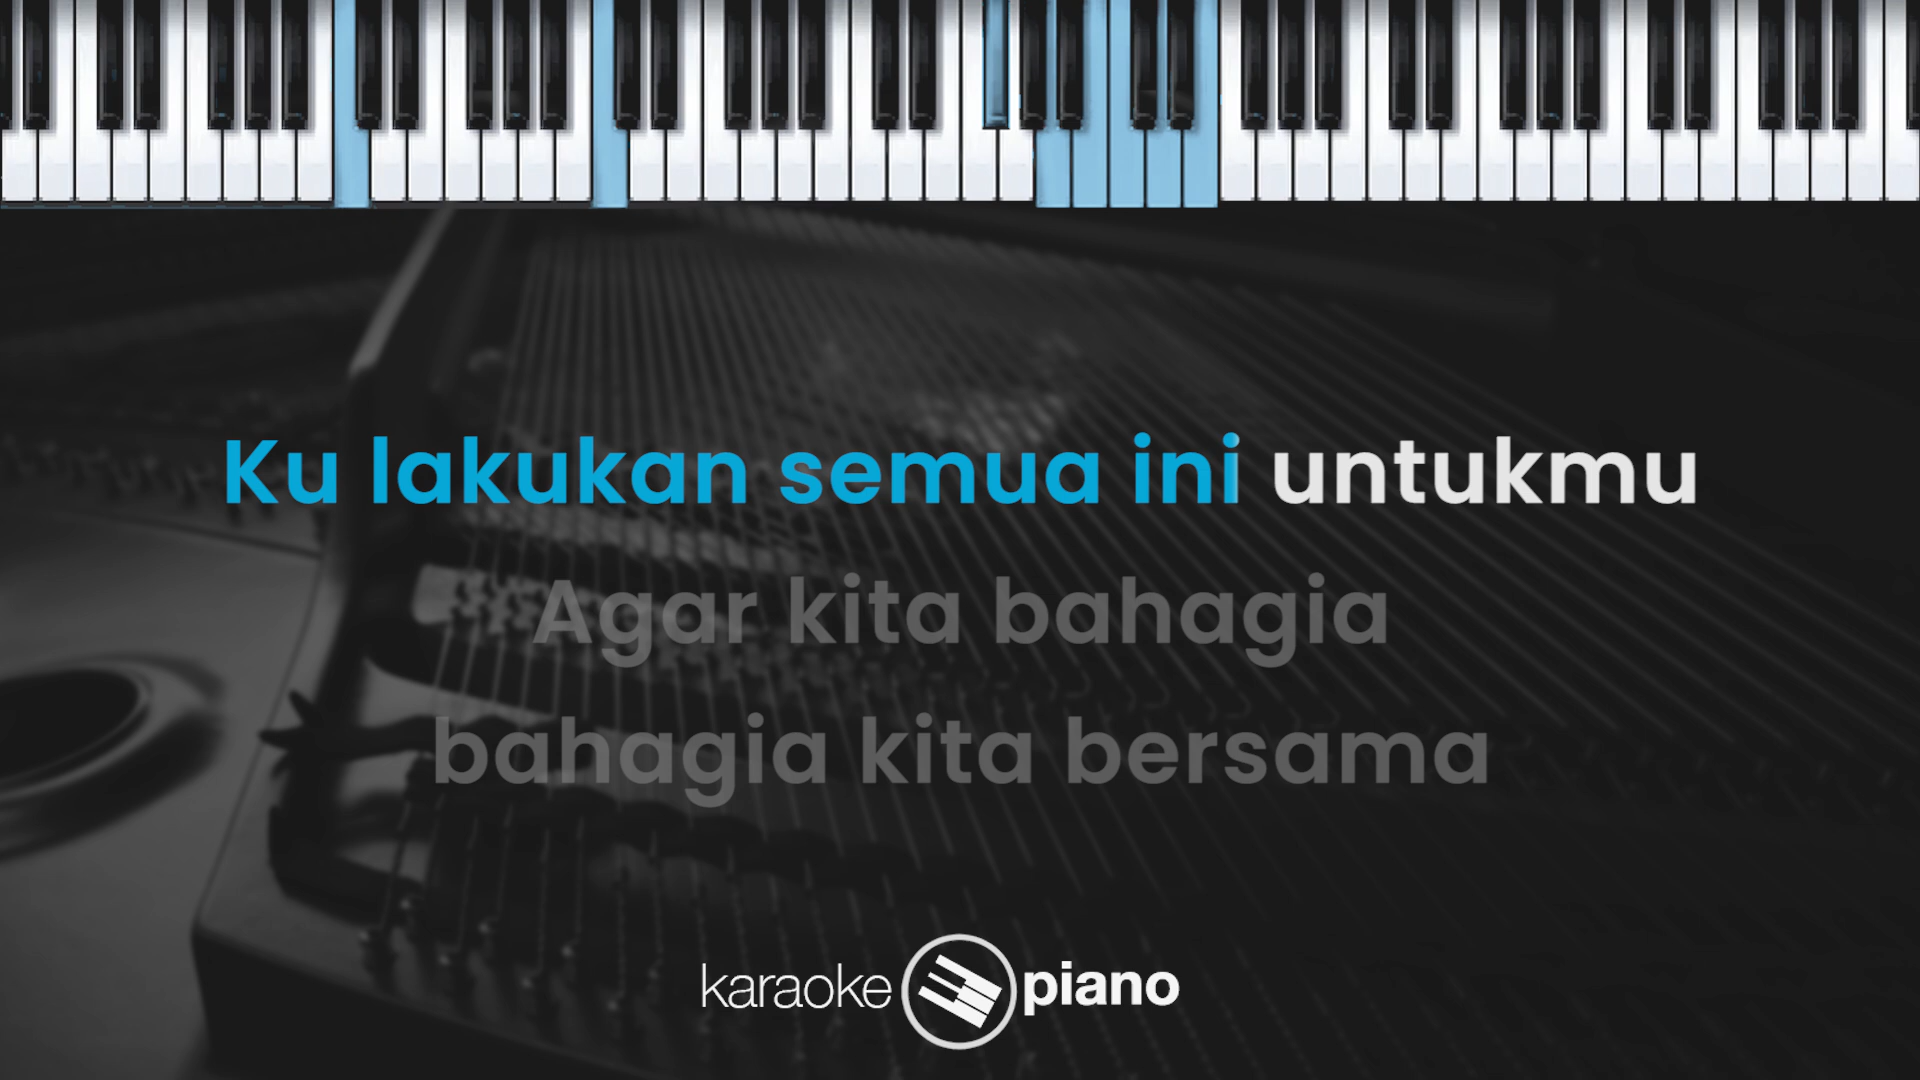 Ku lakukan semua ini untukmu
Agar kita bahagia
bahagia kita bersama
karaoke piano